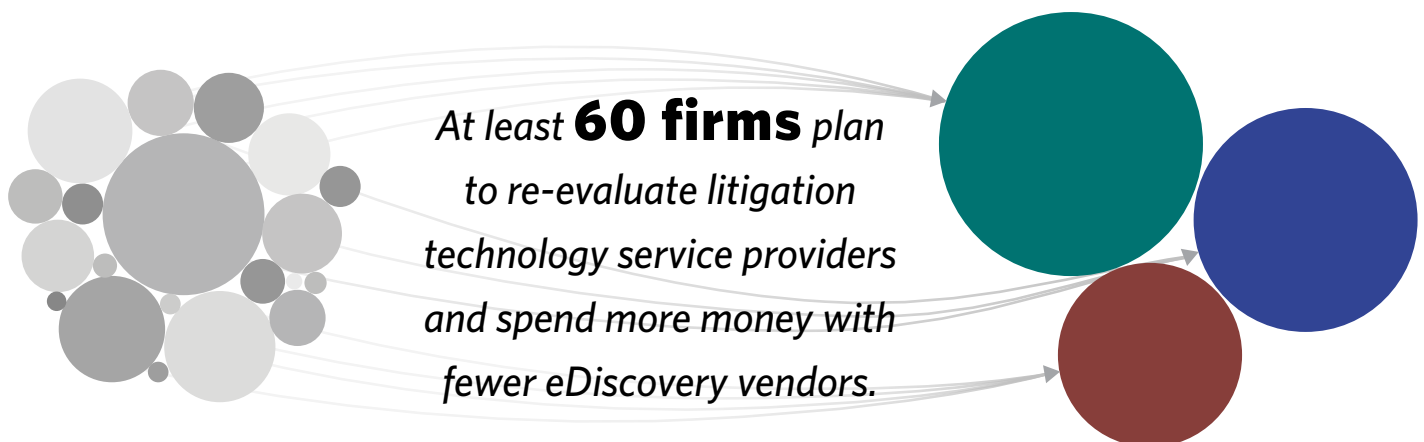 At least 60 firms plan
to re-evaluate litigation
technology service providers
and spend more money with
fewer eDiscovery vendors.